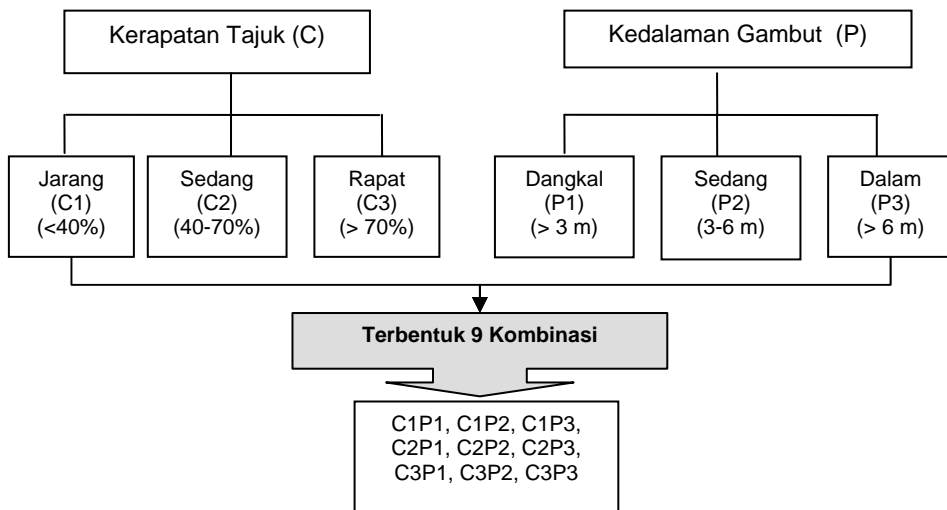 Kerapatan Tajuk (C)
Kedalaman Gambut (P)
Jarang
(C1)
(<40%)
Sedang
(C2)
(40-70%)
Rapat
(C3)
(> 70%)
Dangkal
(P1)
(> 3 m)
Sedang
(P2)
(3-6 m)
Dalam
(P3)
(> 6 m)
Terbentuk 9 Kombinasi
C1P1, C1P2, C1P3,
C2P1, C2P2, C2P3,
C3P1, C3P2, C3P3